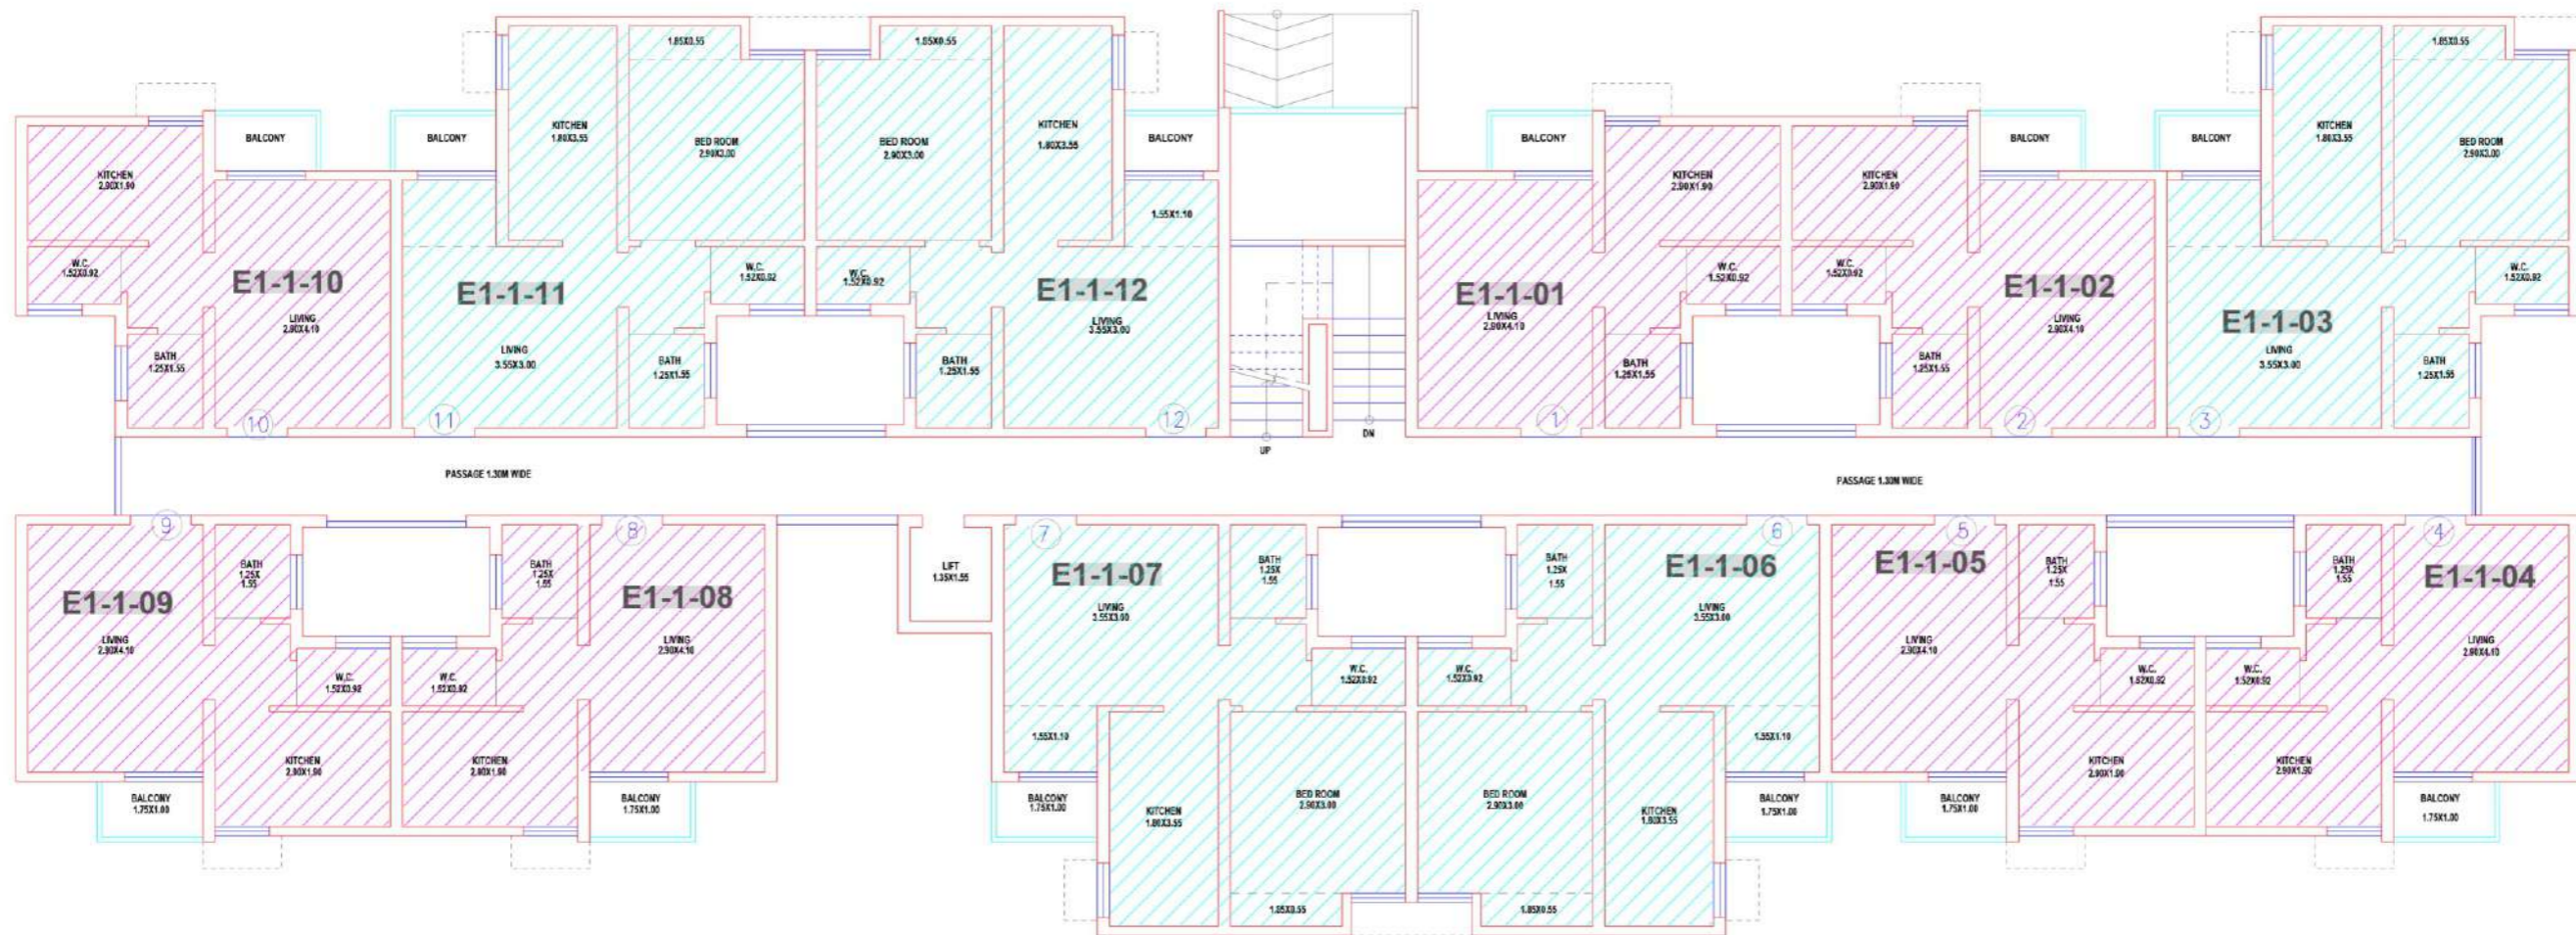 1.85X0.55
1.85X0.55
1.85X0.55
BALCONY
BALCONY
KITCHEN
1.80X3.55
BED ROOM
2.90X3.00
BED ROOM
2.90X3.00
KITCHEN
1.80X3.55
BALCONY
BALCONY
BALCONY
BALCONY
KITCHEN
1.80X3.55
BED ROOM
2.90X3.00
KITCHEN
2.90X1.90
KITCHEN
2.90X1.90
KITCHEN
2.90X1.90
1.55X1.10
W.C.
1.52X0.92
W.C.
1.52X0.92
W.C.
1.52X0.92
W.C.
1.52X0.92
W.C.
1.52X0.92
W.C.
1.52X0.92
E1-1-10
LIVING
2.90X4.10
E1-1-11
LIVING
3.55X3.00
E1-1-12
LIVING
3.55X3.00
E1-1-01
LIVING
2.90X4.10
E1-1-02
LIVING
2.90X4.10
E1-1-03
LIVING
3.55X3.00
BATH
1.25X1.55
BATH
1.25X1.55
BATH
1.25X1.55
BATH
1.25X1.55
BATH
1.25X1.55
BATH
1.25X1.55
10
11
12
1
2
3
UP
DN
PASSAGE 1.30M WIDE
PASSAGE 1.30M WIDE
9
8
7
6
5
4
BATH
1.25X
1.55
BATH
1.25X
1.55
LIFT
1.35X1.55
BATH
1.25X
1.55
BATH
1.25X
1.55
BATH
1.25X
1.55
BATH
1.25X
1.55
E1-1-09
LIVING
2.90X4.10
E1-1-08
LIVING
2.90X4.10
E1-1-07
LIVING
3.55X3.00
E1-1-06
LIVING
3.55X3.00
E1-1-05
LIVING
2.90X4.10
E1-1-04
LIVING
2.90X4.10
W.C.
1.52X0.92
W.C.
1.52X0.92
W.C.
1.52X0.92
W.C.
1.52X0.92
W.C.
1.52X0.92
W.C.
1.52X0.92
1.55X1.10
1.55X1.10
KITCHEN
2.90X1.90
KITCHEN
2.90X1.90
KITCHEN
2.90X1.90
KITCHEN
2.90X1.90
BALCONY
1.75X1.00
BALCONY
1.75X1.00
BALCONY
1.75X1.00
KITCHEN
1.80X3.55
BED ROOM
2.90X3.00
BED ROOM
2.90X3.00
KITCHEN
1.80X3.55
BALCONY
1.75X1.00
BALCONY
1.75X1.00
BALCONY
1.75X1.00
1.85X0.55
1.85X0.55